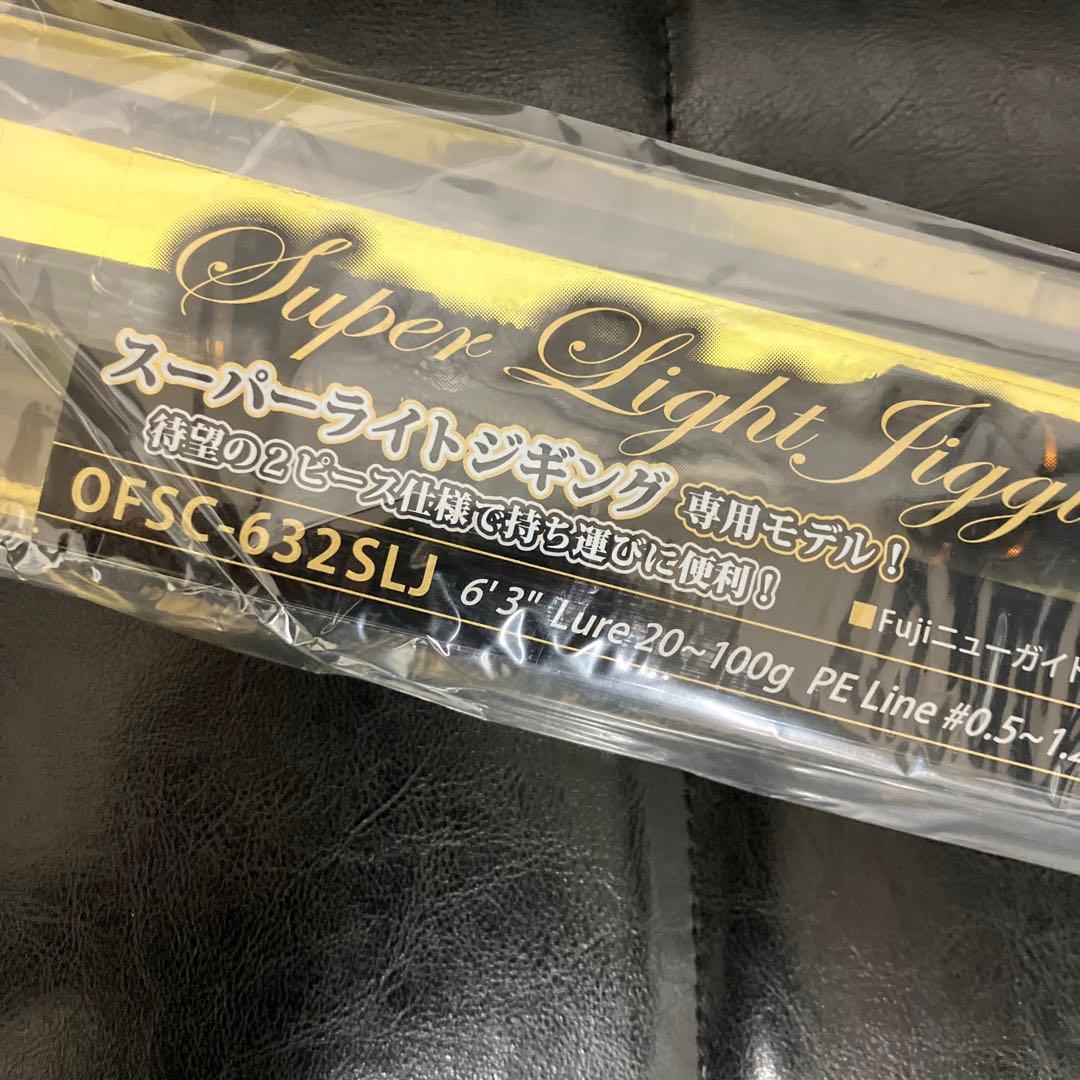 Super Light Jiggi
スーパーライトジギング 専用モデル!
待望の2ピース仕様で持ち運びに便利!
OFSC-632SLJ 6'3" Lure 20~100g PE Line #0.5~1.2
■Fujiニューガイド